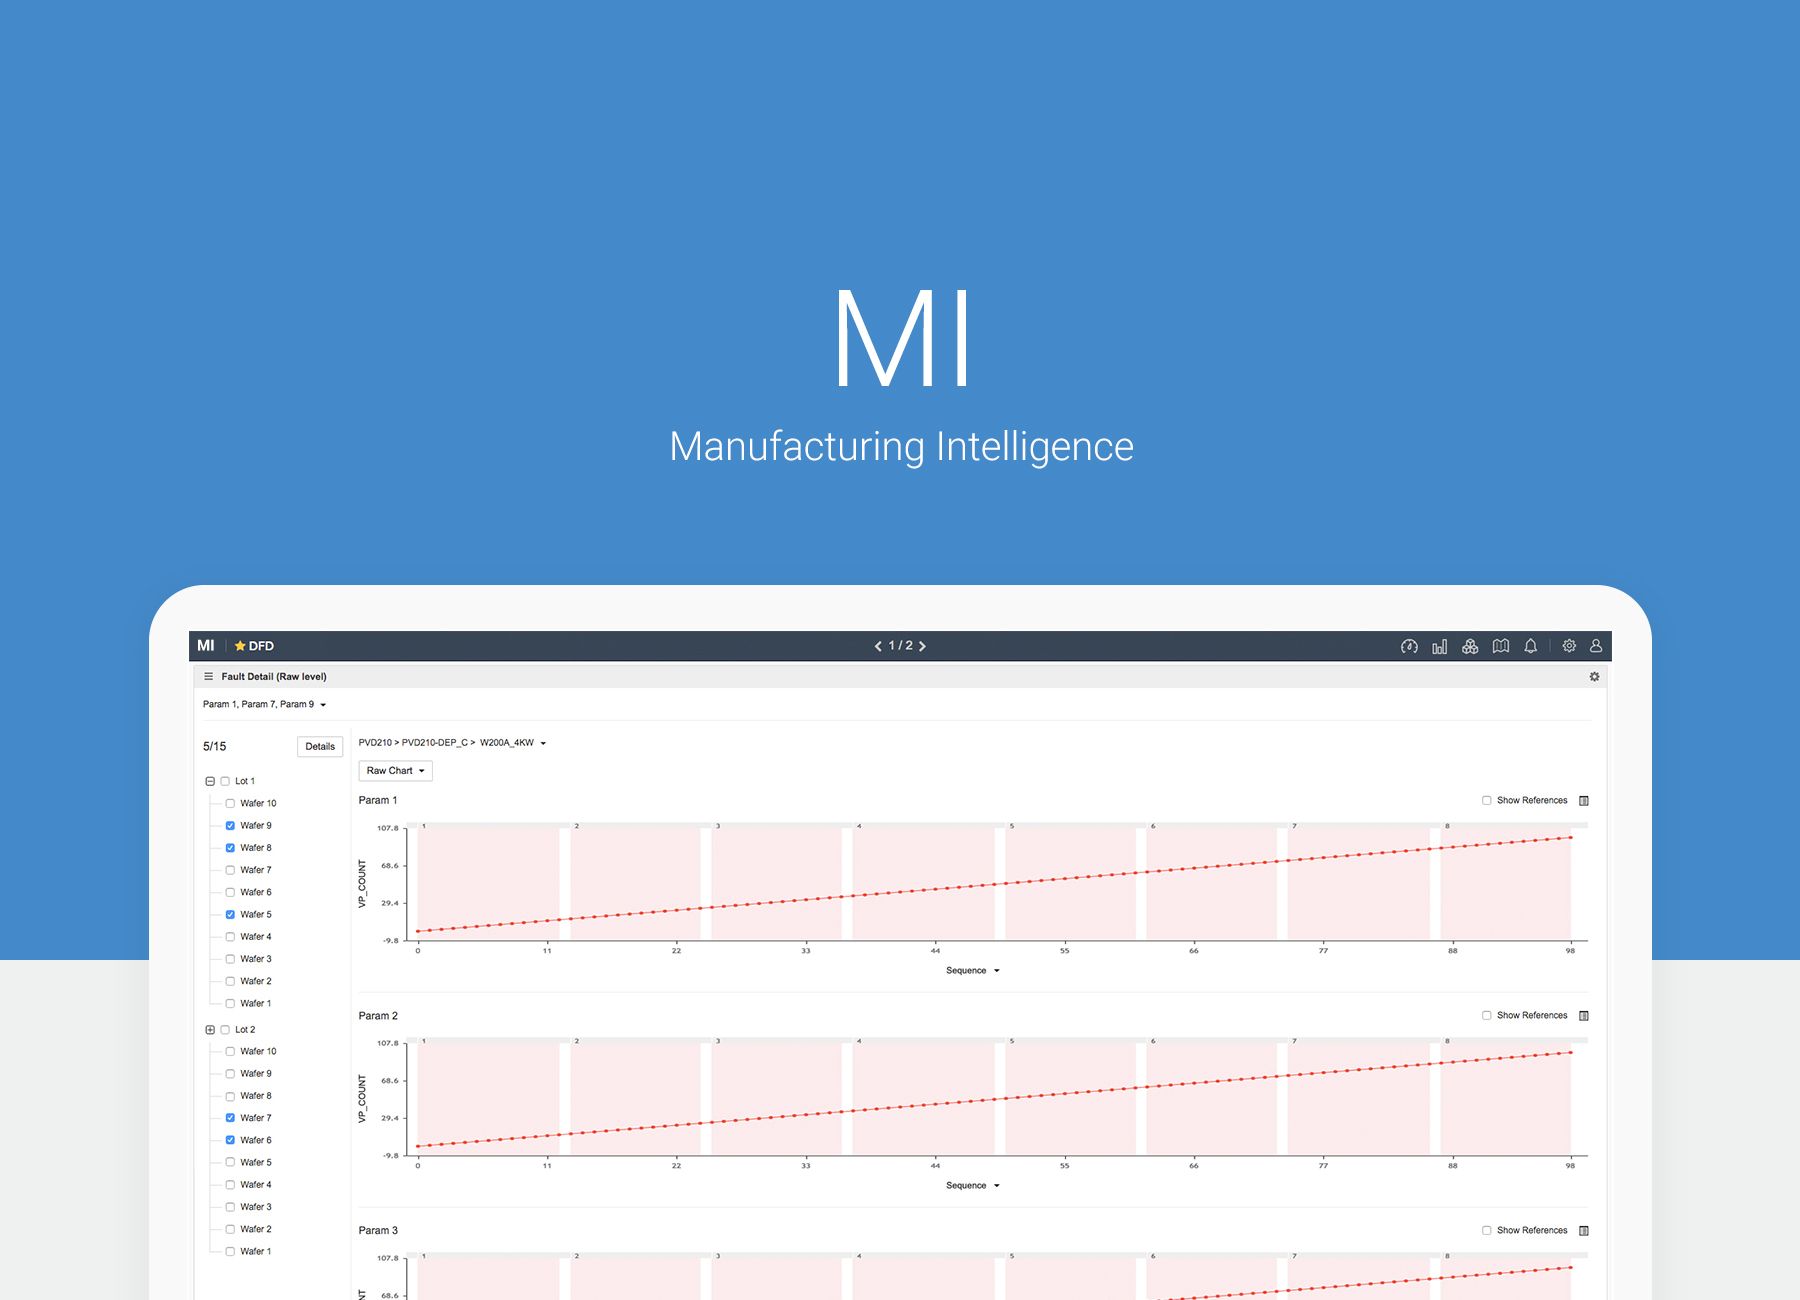 MI
Manufacturing Intelligence
MI DFD 1 / 2
Fault Detail (Raw level)
Param 1, Param 7, Param 9
5/15 Details
Lot 1
Wafer 10
Wafer 9
Wafer 8
Wafer 7
Wafer 6
Wafer 5
Wafer 4
Wafer 3
Wafer 2
Wafer 1
Lot 2
Wafer 10
Wafer 9
Wafer 8
Wafer 7
Wafer 6
Wafer 5
Wafer 4
Wafer 3
Wafer 2
Wafer 1
PVD210 > PVD210-DEP_C > W200A_4KW
Raw Chart
Param 1 Show References
1 2 3 4 5 6 7 8
107.8
68.6
29.4
-9.8
VP_COUNT
0 11 22 33 44 55 66 77 88 98
Sequence
Param 2 Show References
1 2 3 4 5 6 7 8
107.8
68.6
29.4
-9.8
VP_COUNT
0 11 22 33 44 55 66 77 88 98
Sequence
Param 3 Show References
1 2 3 4 5 6 7 8
107.8
68.6